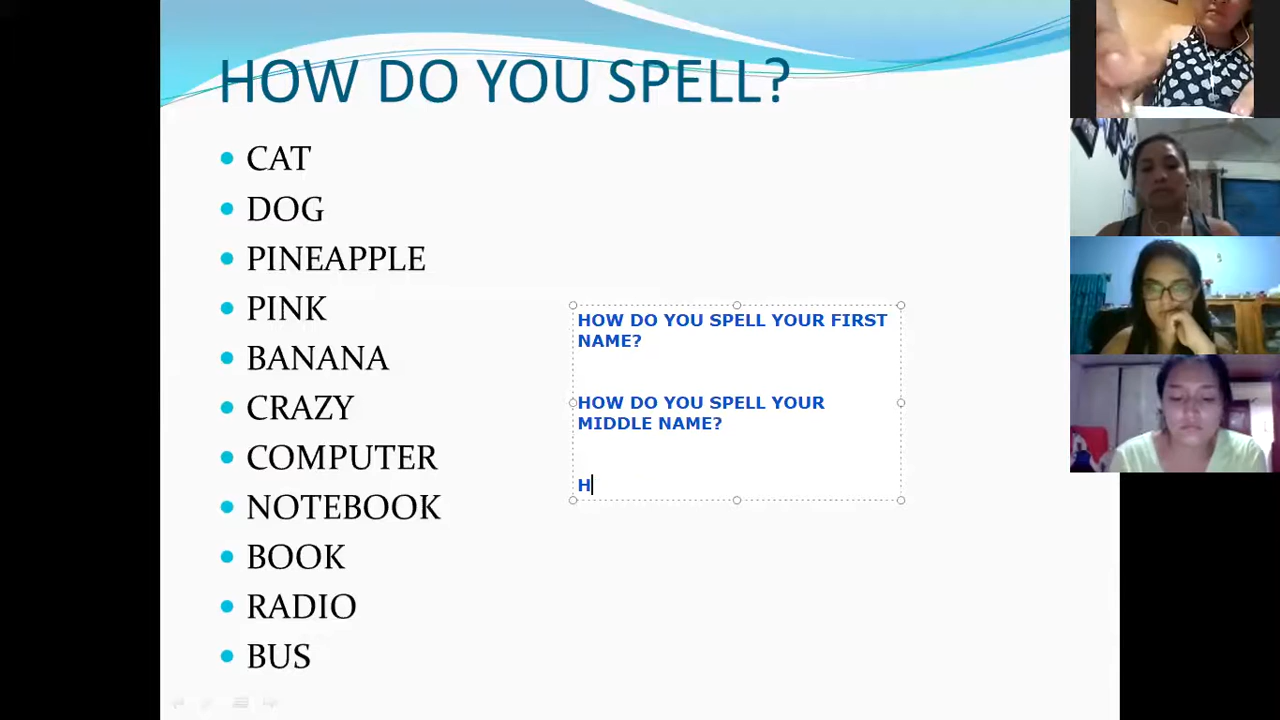 HOW DO YOU SPELL?
CAT
DOG
PINEAPPLE
PINK
BANANA
CRAZY
COMPUTER
NOTEBOOK
BOOK
RADIO
BUS
HOW DO YOU SPELL YOUR FIRST
NAME?
HOW DO YOU SPELL YOUR
MIDDLE NAME?
H